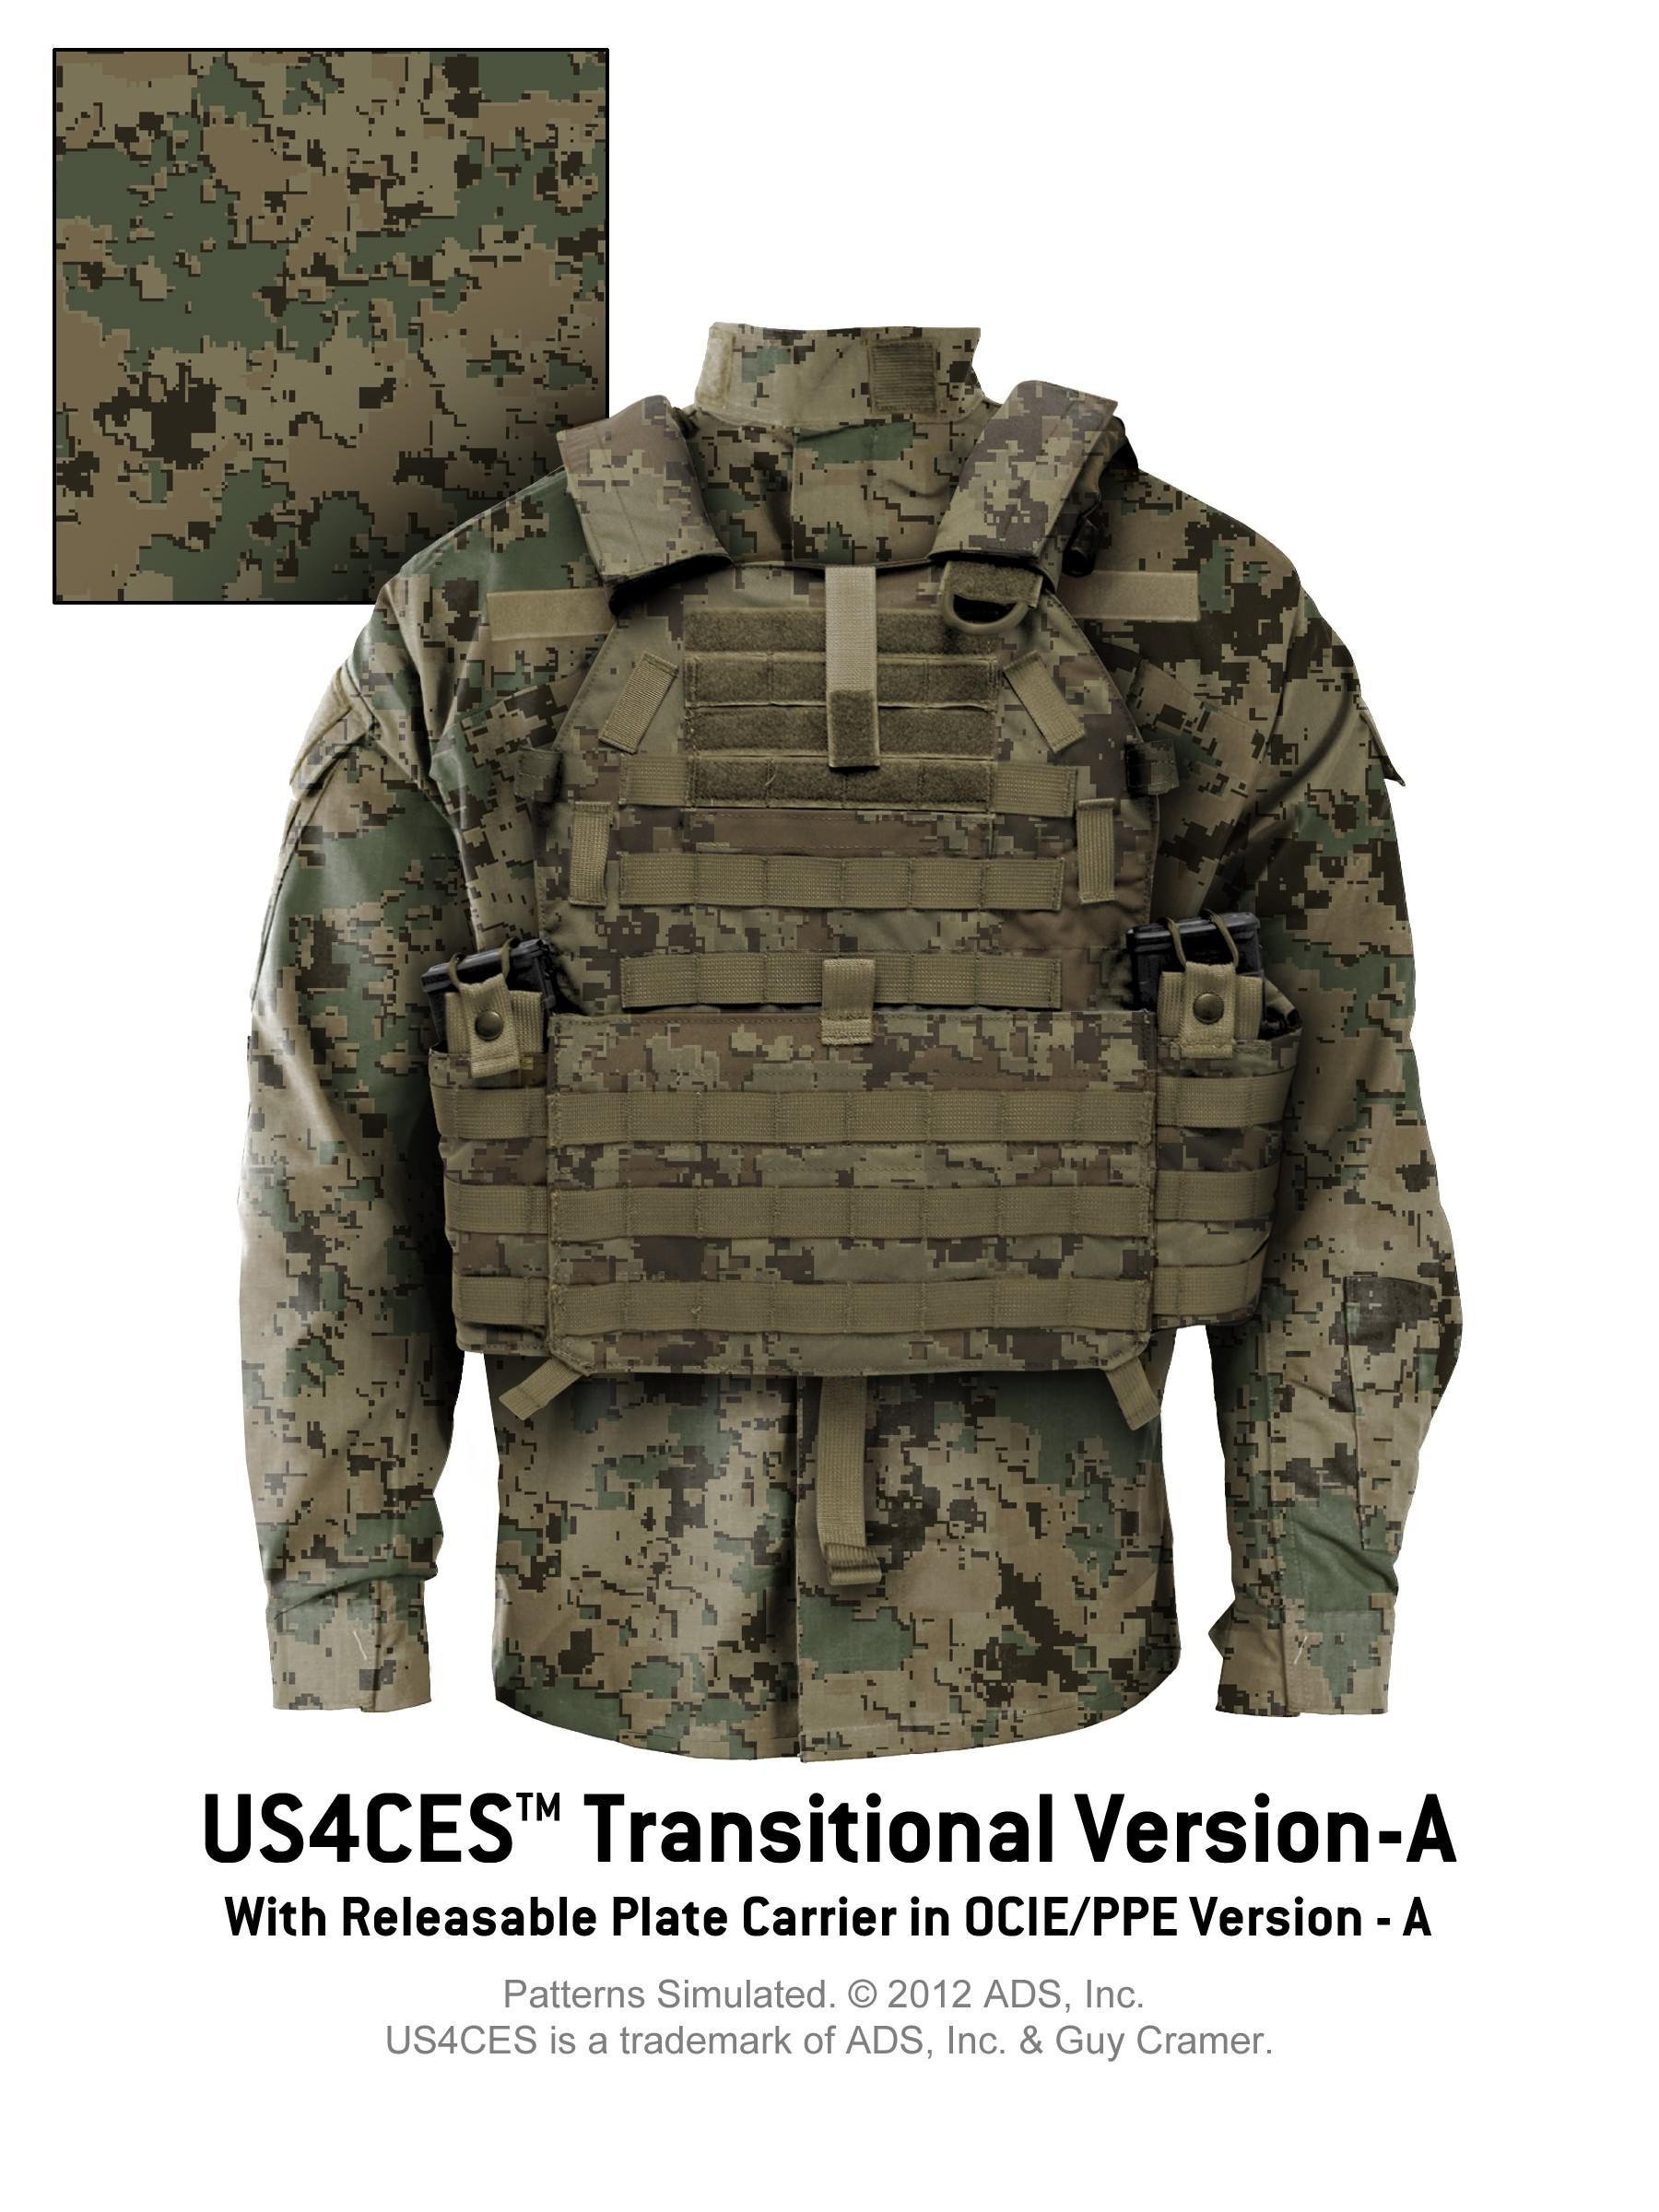 US4CES™ Transitional Version-A
With Releasable Plate Carrier in OCIE/PPE Version - A
Patterns Simulated. © 2012 ADS, Inc.
US4CES is a trademark of ADS, Inc. & Guy Cramer.